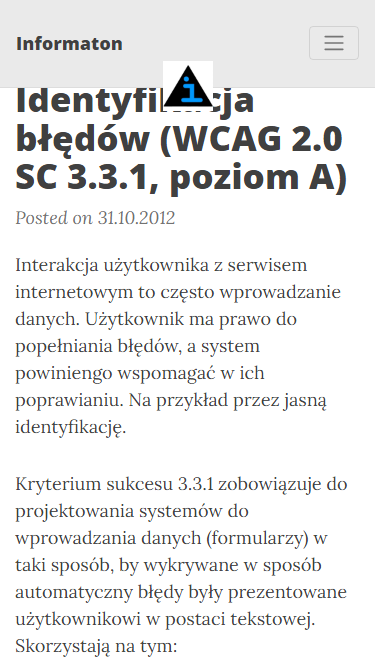 Informaton
i
Identyfikacja
błędów (WCAG 2.0
SC 3.3.1, poziom A)
Posted on 31.10.2012
Interakcja użytkownika z serwisem
internetowym to często wprowadzanie
danych. Użytkownik ma prawo do
popełniania błędów, a system
powiniengo wspomagać w ich
poprawianiu. Na przykład przez jasną
identyfikację.
Kryterium sukcesu 3.3.1 zobowiązuje do
projektowania systemów do
wprowadzania danych (formularzy) w
taki sposób, by wykrywane w sposób
automatyczny błędy były prezentowane
użytkownikowi w postaci tekstowej.
Skorzystają na tym: